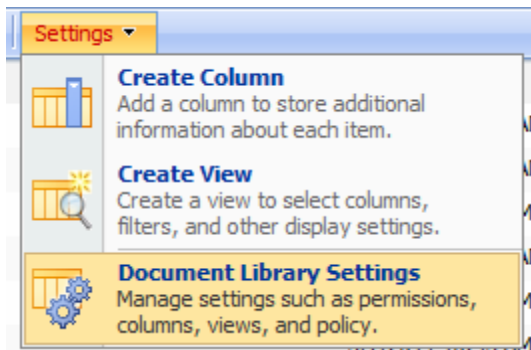 Settings
Create Column
Add a column to store additional
information about each item.
Create View
Create a view to select columns,
filters, and other display settings.
Document Library Settings
Manage settings such as permissions,
columns, views, and policy.